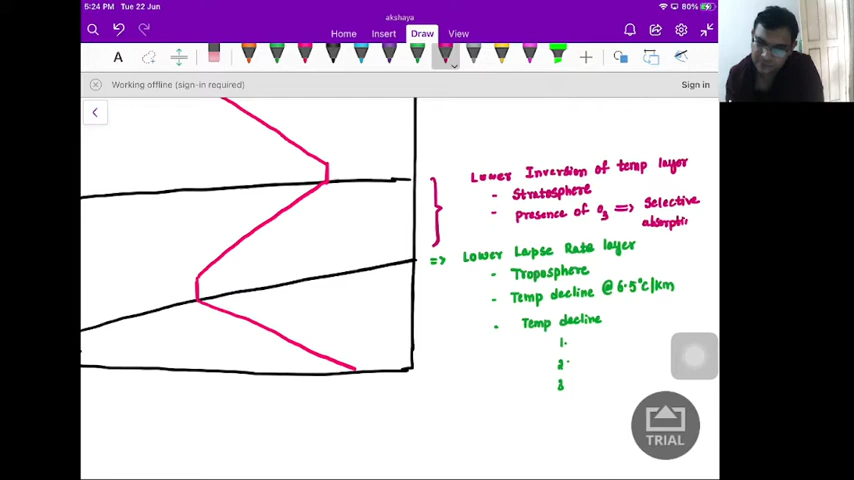 5:24 PM Tue 22 Jun
80%
akshaya
Home Insert Draw View
A
Working offline (sign-in required)
Sign in
Lower Inversion of temp layer
- Stratosphere
- presence of O3 => Selective
absorpti
=> Lower Lapse Rate layer
- Troposphere
- Temp decline @ 6.5°c/km
- Temp decline
1.
2.
3
TRIAL